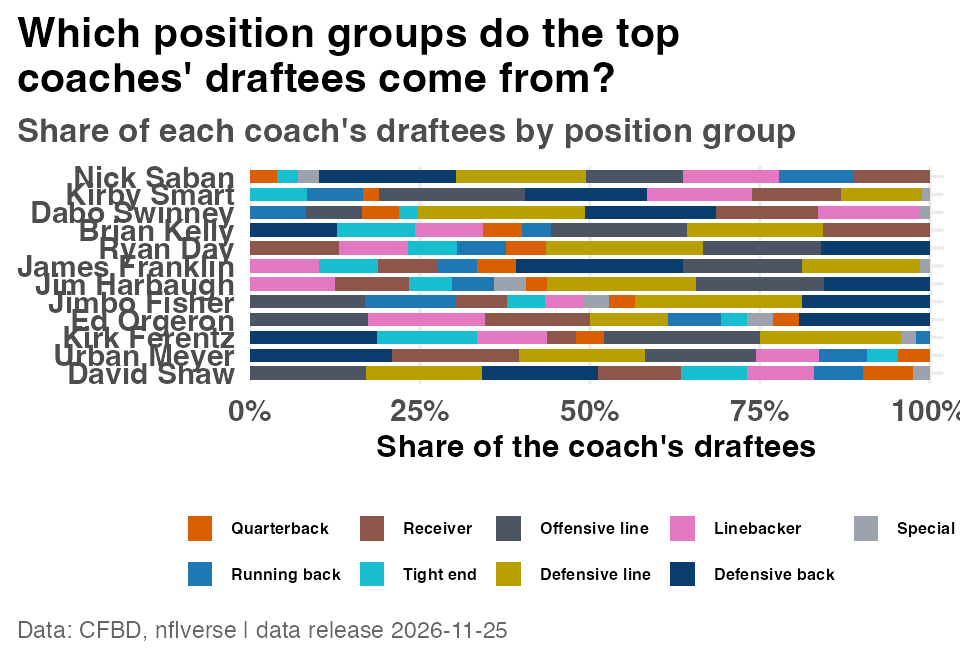 Which position groups do the top
coaches' draftees come from?
Share of each coach's draftees by position group
Nick Saban
Kirby Smart
Dabo Swinney
Brian Kelly
Ryan Day
James Franklin
Jim Harbaugh
Jimbo Fisher
Ed Orgeron
Kirk Ferentz
Urban Meyer
David Shaw
0% 25% 50% 75% 100%
Share of the coach's draftees
Quarterback Receiver Offensive line Linebacker Special
Running back Tight end Defensive line Defensive back
Data: CFBD, nflverse | data release 2026-11-25